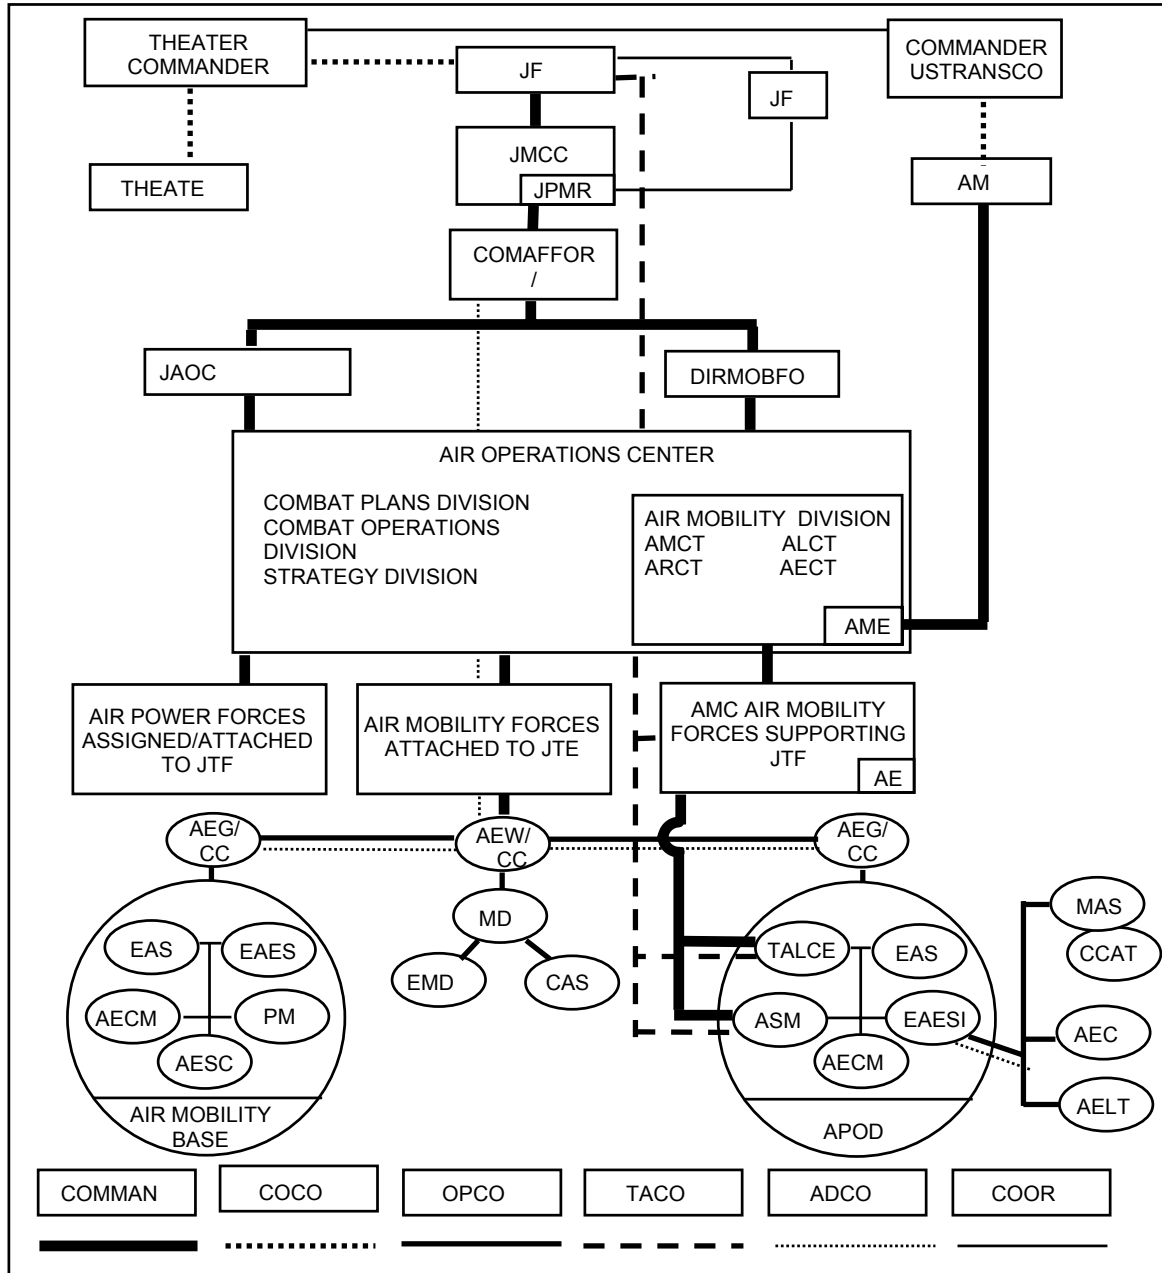 THEATER
COMMANDER
JF
COMMANDER
USTRANSCO
JF
JMCC
JPMR
THEATE
AM
COMAFFOR
/
JAOC
DIRMOBFO
AIR OPERATIONS CENTER
COMBAT PLANS DIVISION
COMBAT OPERATIONS
DIVISION
STRATEGY DIVISION
AIR MOBILITY DIVISION
AMCT ALCT
ARCT AECT
AME
AIR POWER FORCES
ASSIGNED/ATTACHED
TO JTF
AIR MOBILITY FORCES
ATTACHED TO JTE
AMC AIR MOBILITY
FORCES SUPPORTING
JTF
AE
AEG/
CC
AEW/
CC
AEG/
CC
EAS
EAES
AECM
PM
AESC
AIR MOBILITY
BASE
MD
EMD
CAS
TALCE
EAS
ASM
EAESI
AECM
APOD
MAS
CCAT
AEC
AELT
COMMAN
COCO
OPCO
TACO
ADCO
COOR